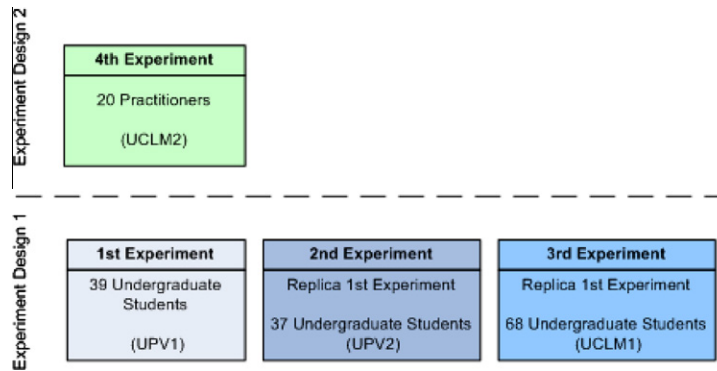 Experiment Design 2
4th Experiment
20 Practitioners
(UCLM2)
Experiment Design 1
1st Experiment
39 Undergraduate
Students
(UPV1)
2nd Experiment
Replica 1st Experiment
37 Undergraduate Students
(UPV2)
3rd Experiment
Replica 1st Experiment
68 Undergraduate Students
(UCLM1)